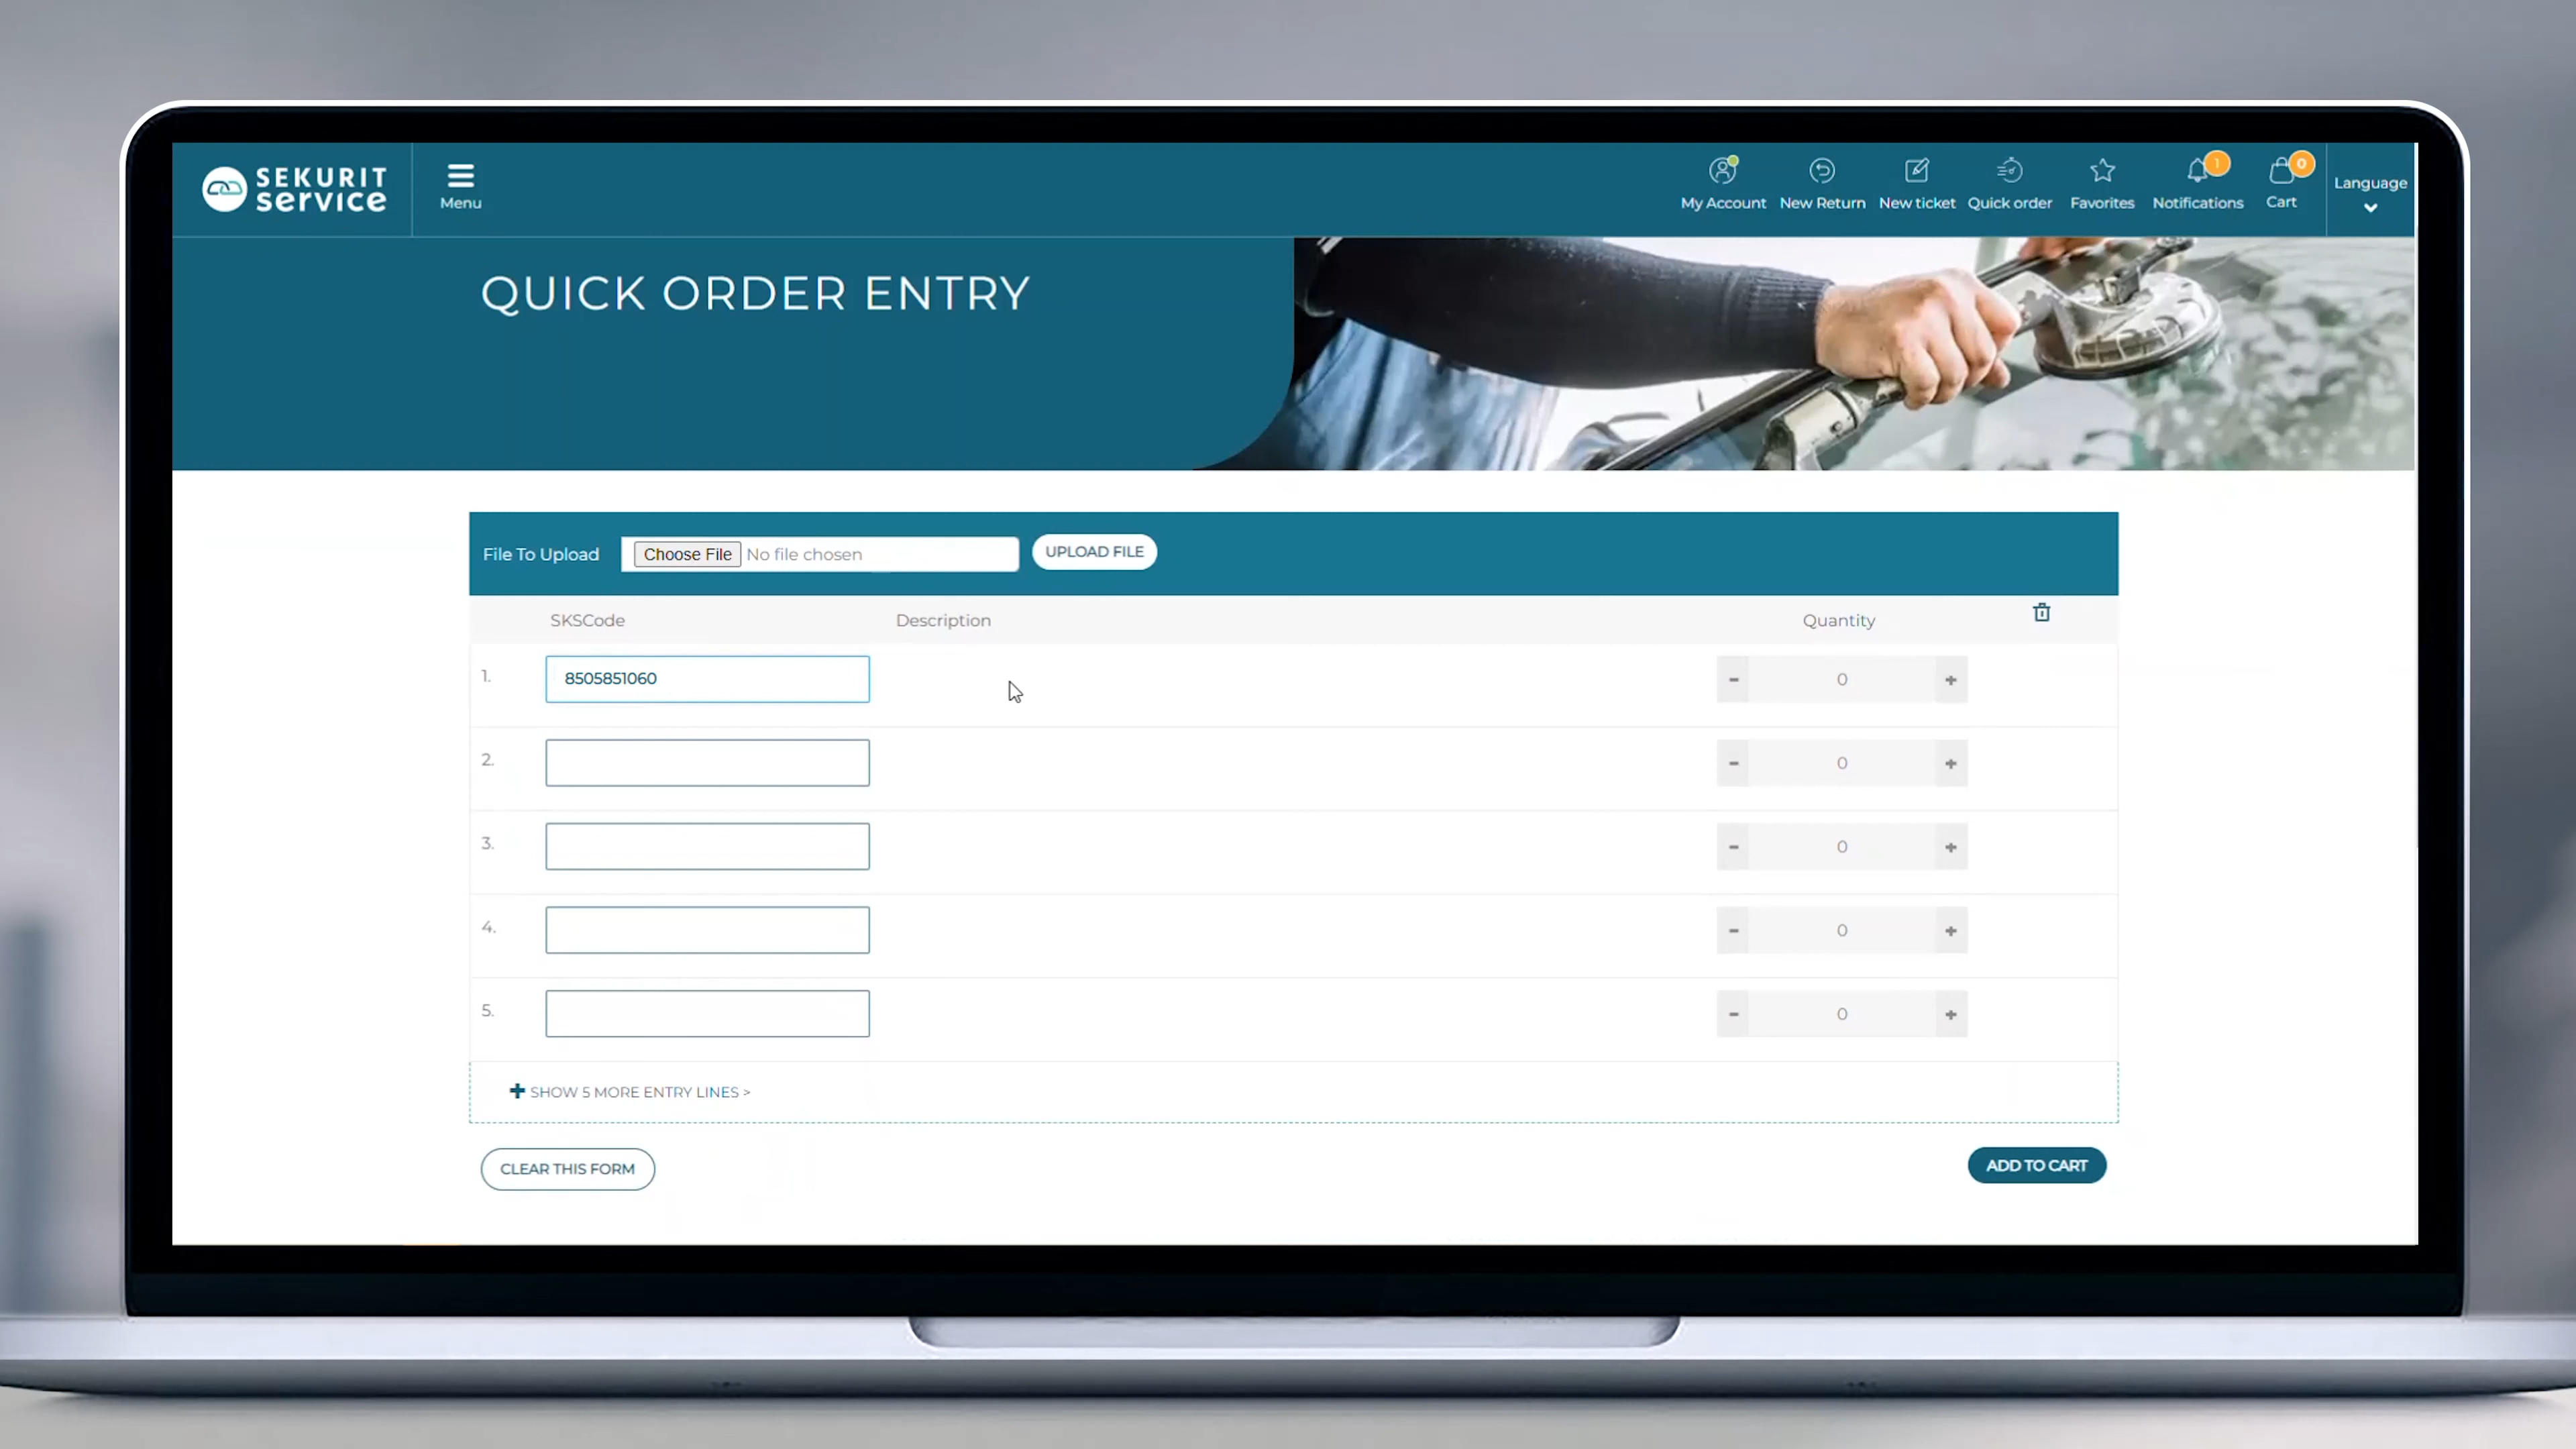 SEKURIT
service
Menu
My Account
New Return
New ticket
Quick order
Favorites
1
Notifications
0
Cart
Language
QUICK ORDER ENTRY
File To Upload
Choose File No file chosen
UPLOAD FILE
SKSCode Description Quantity
1. 8505851060 - 0 +
2. - 0 +
3. - 0 +
4. - 0 +
5. - 0 +
+ SHOW 5 MORE ENTRY LINES >
CLEAR THIS FORM
ADD TO CART